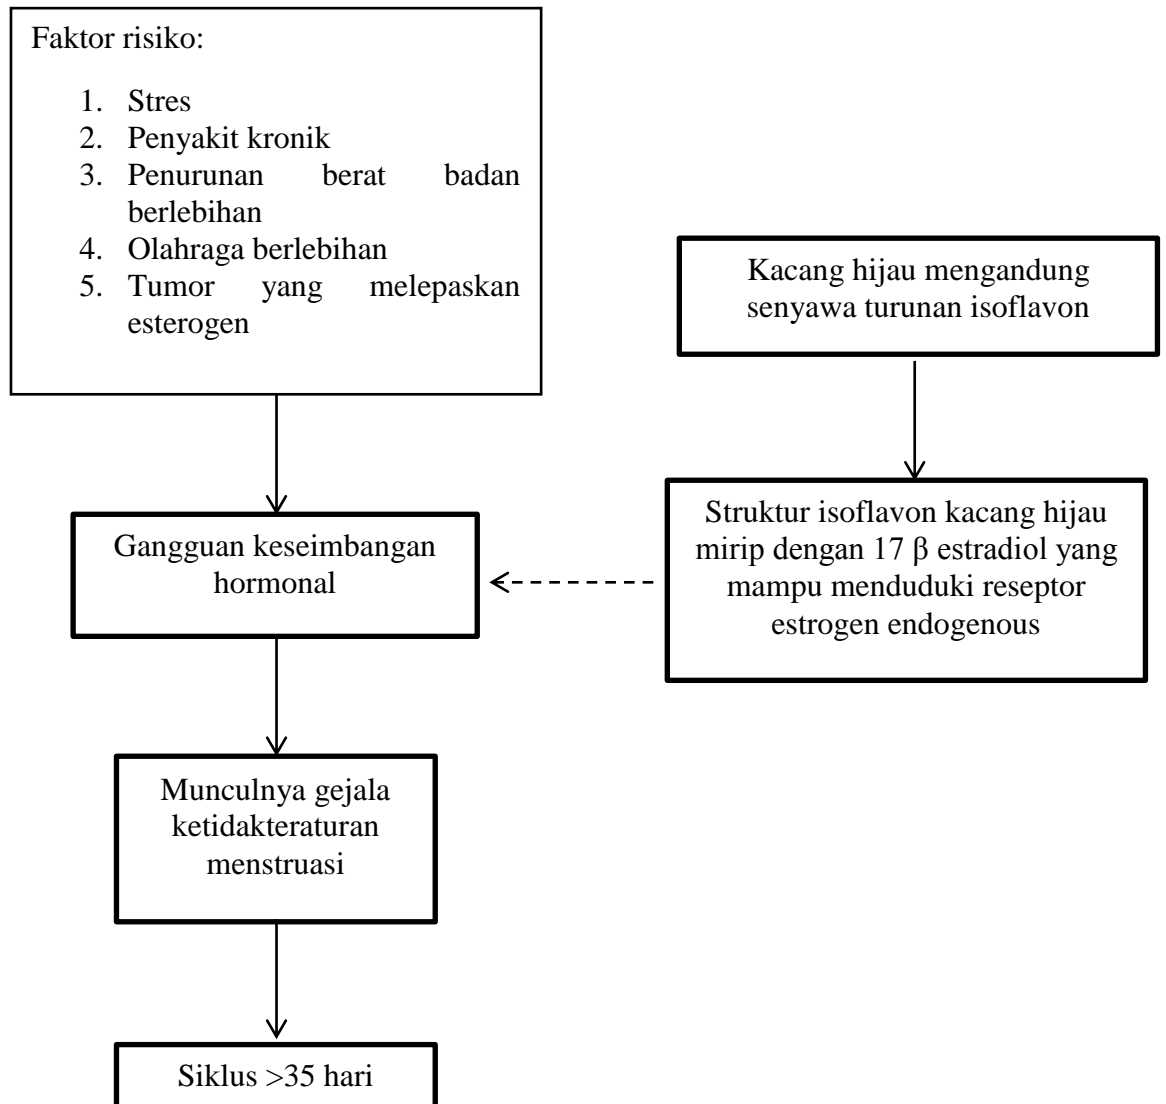 Faktor risiko:
1. Stres
2. Penyakit kronik
3. Penurunan berat badan
berlebihan
4. Olahraga berlebihan
5. Tumor yang melepaskan
esterogen
Kacang hijau mengandung
senyawa turunan isoflavon
Gangguan keseimbangan
hormonal
Struktur isoflavon kacang hijau
mirip dengan 17 β estradiol yang
mampu menduduki reseptor
estrogen endogenous
Munculnya gejala
ketidakteraturan
menstruasi
Siklus >35 hari